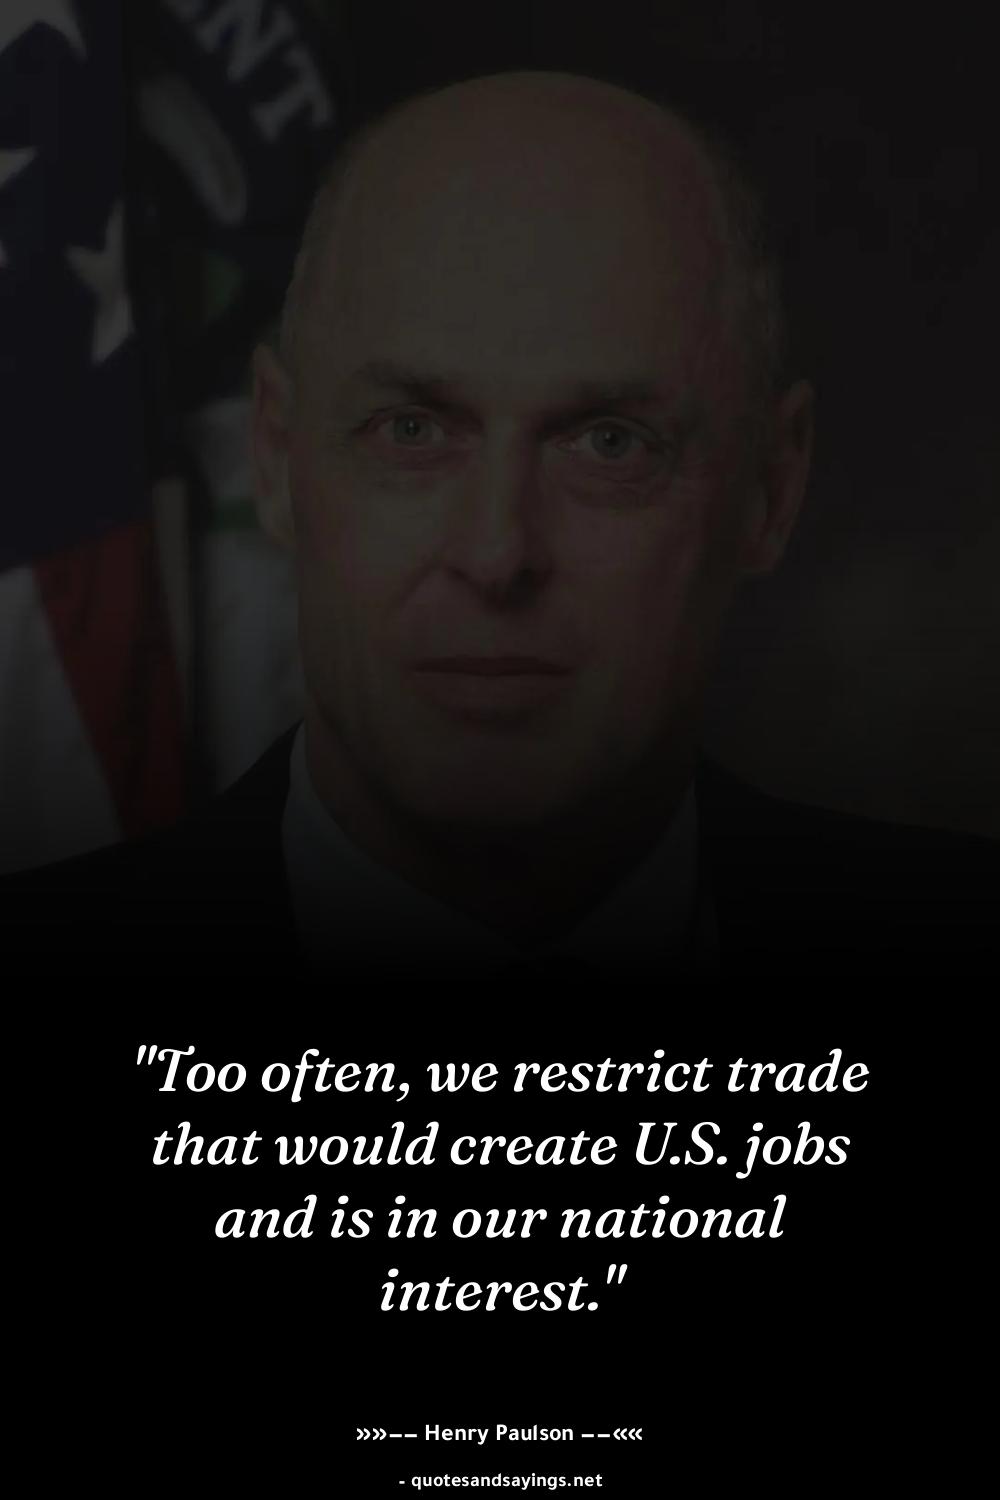 ENT
"Too often, we restrict trade
that would create U.S. jobs
and is in our national
interest."
»»—— Henry Paulson ——««
- quotesandsayings.net